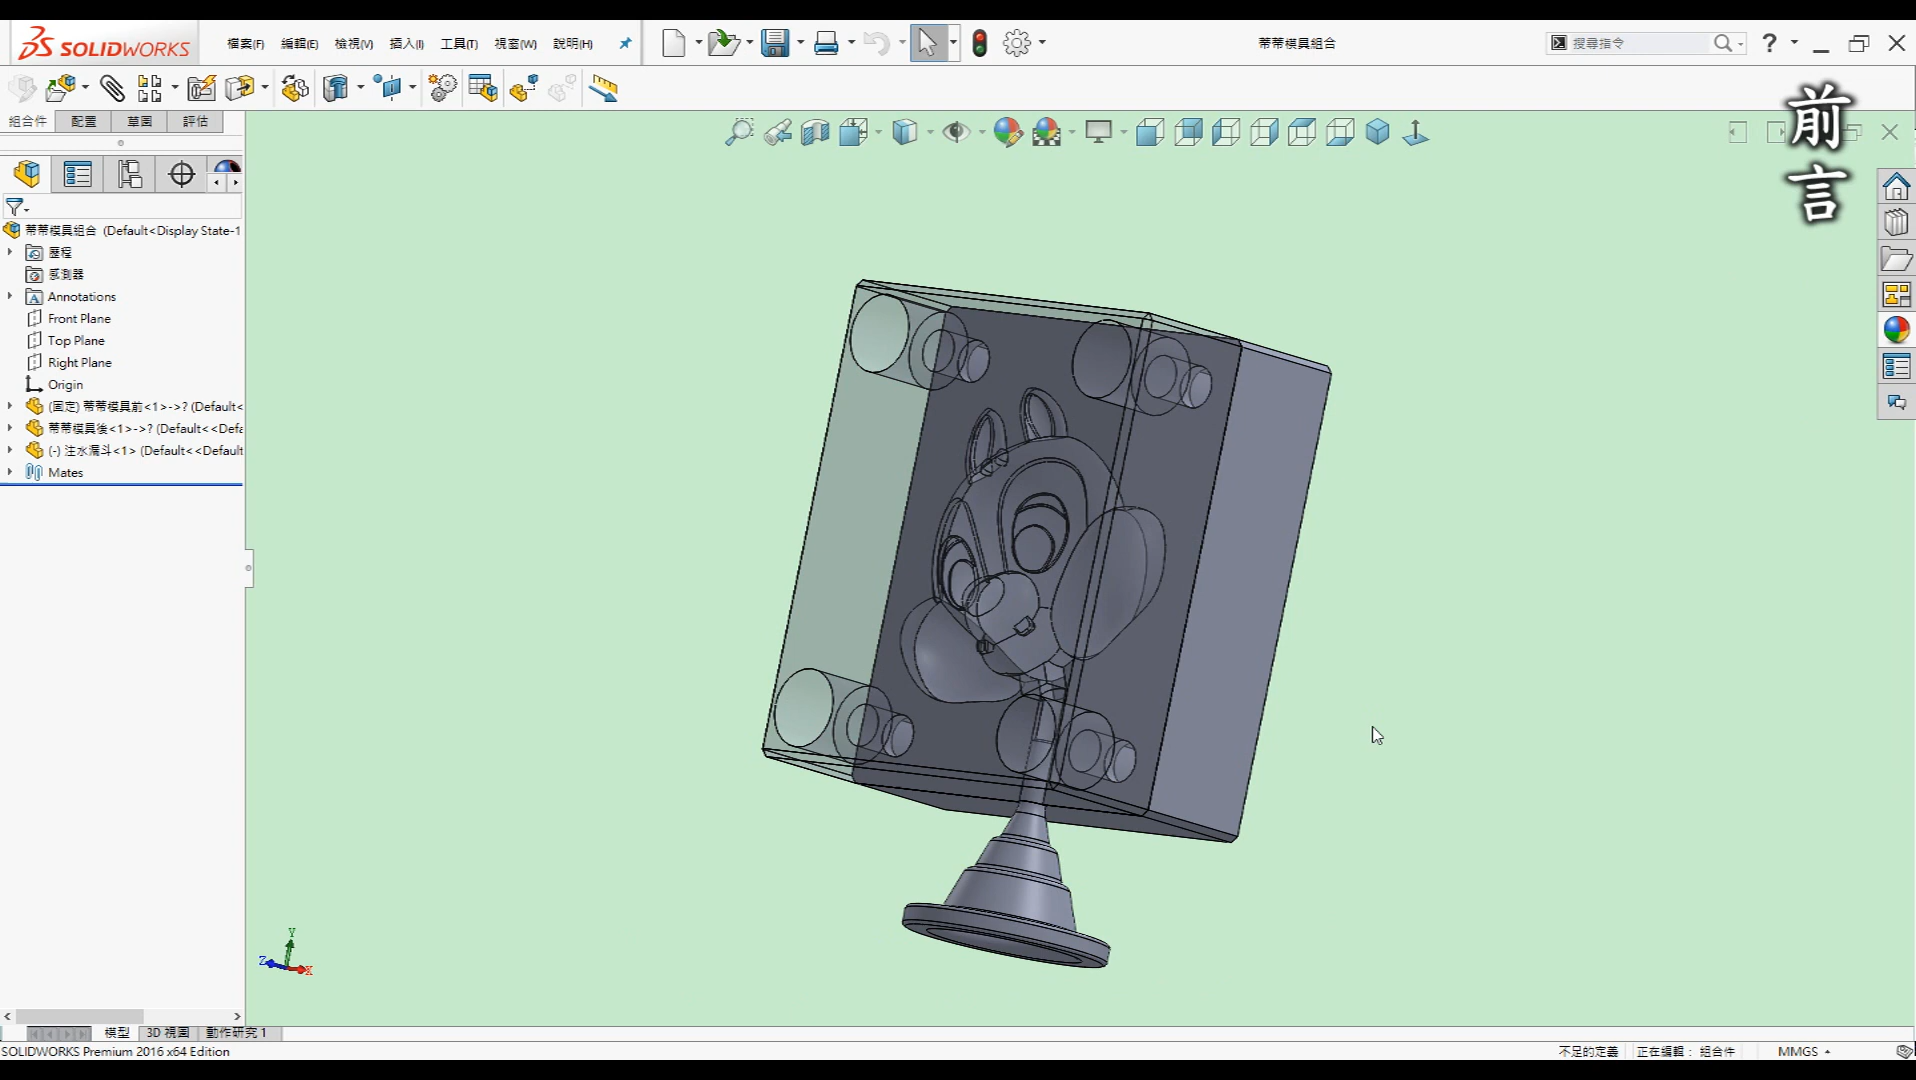 SOLIDWORKS
檔案(F) 編輯(E) 檢視(V) 插入(I) 工具(T) 視窗(W) 說明(H)
蒂蒂模具組合
搜尋指令
?
前言
組合件 配置 草圖 評估
蒂蒂模具組合 (Default<Display State-1
歷程
感測器
A Annotations
Front Plane
Top Plane
Right Plane
Origin
(固定) 蒂蒂模具前<1>->? (Default<
蒂蒂模具後<1>->? (Default<<Defa
(-) 注水漏斗<1> (Default<<Default
Mates
Y
Z
X
模型 3D 視圖 動作研究 1
SOLIDWORKS Premium 2016 x64 Edition
不足的定義 正在編輯： 組合件 MMGS